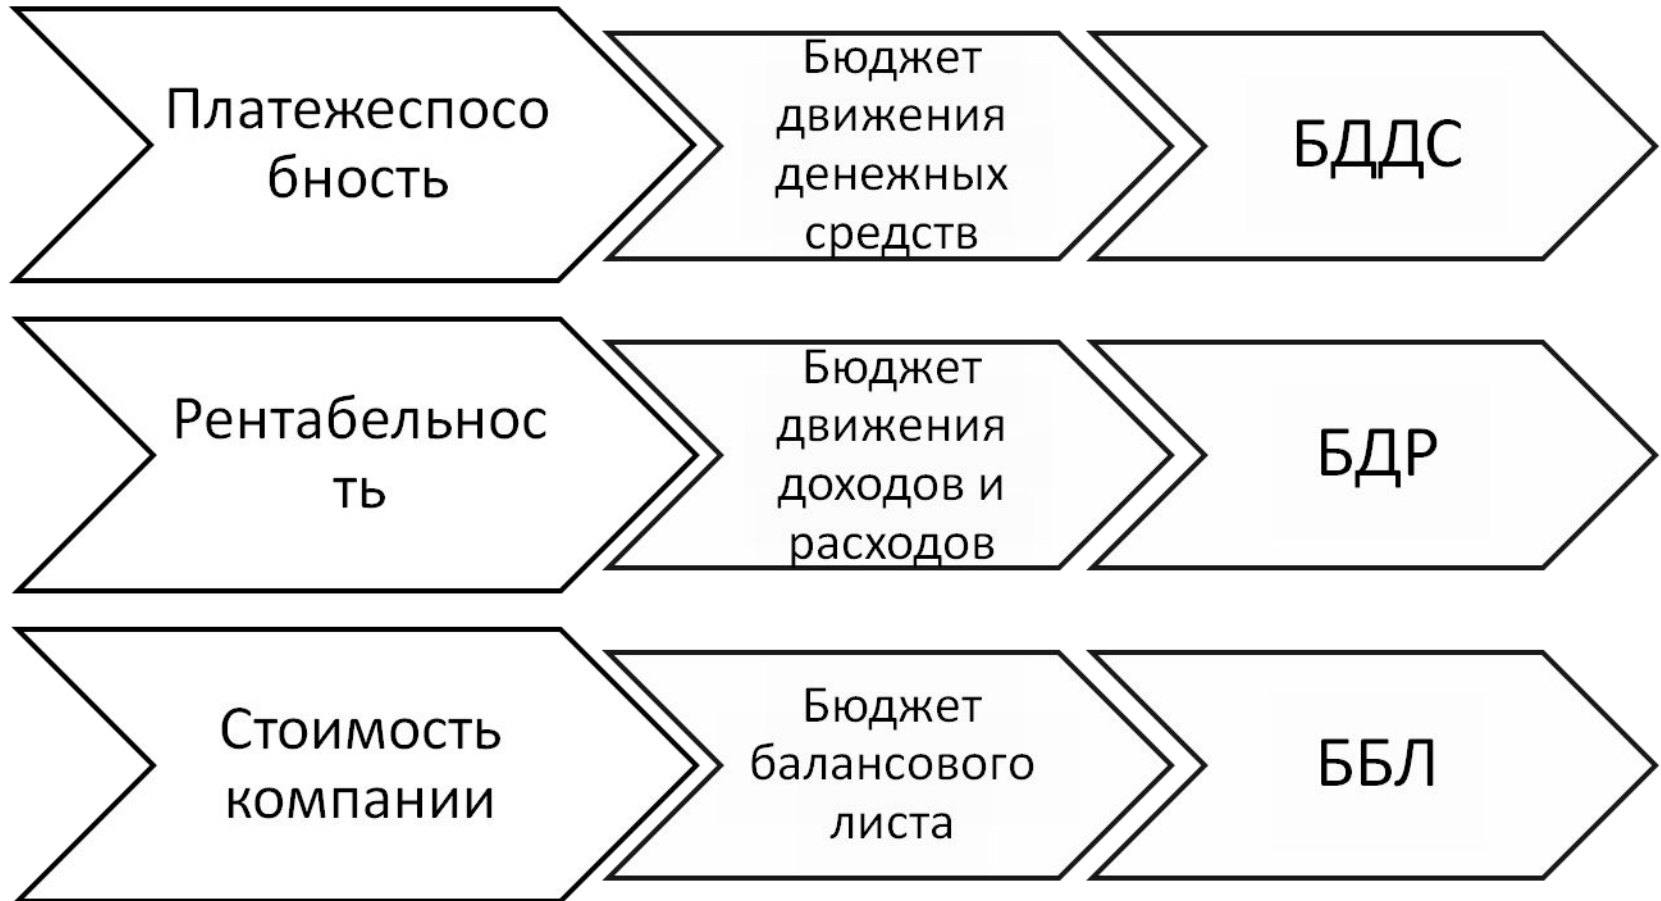 Платежеспосо
бность
Бюджет
движения
денежных
средств
БДДС
Рентабельнос
ть
Бюджет
движения
доходов и
расходов
БДР
Стоимость
компании
Бюджет
балансового
листа
ББЛ